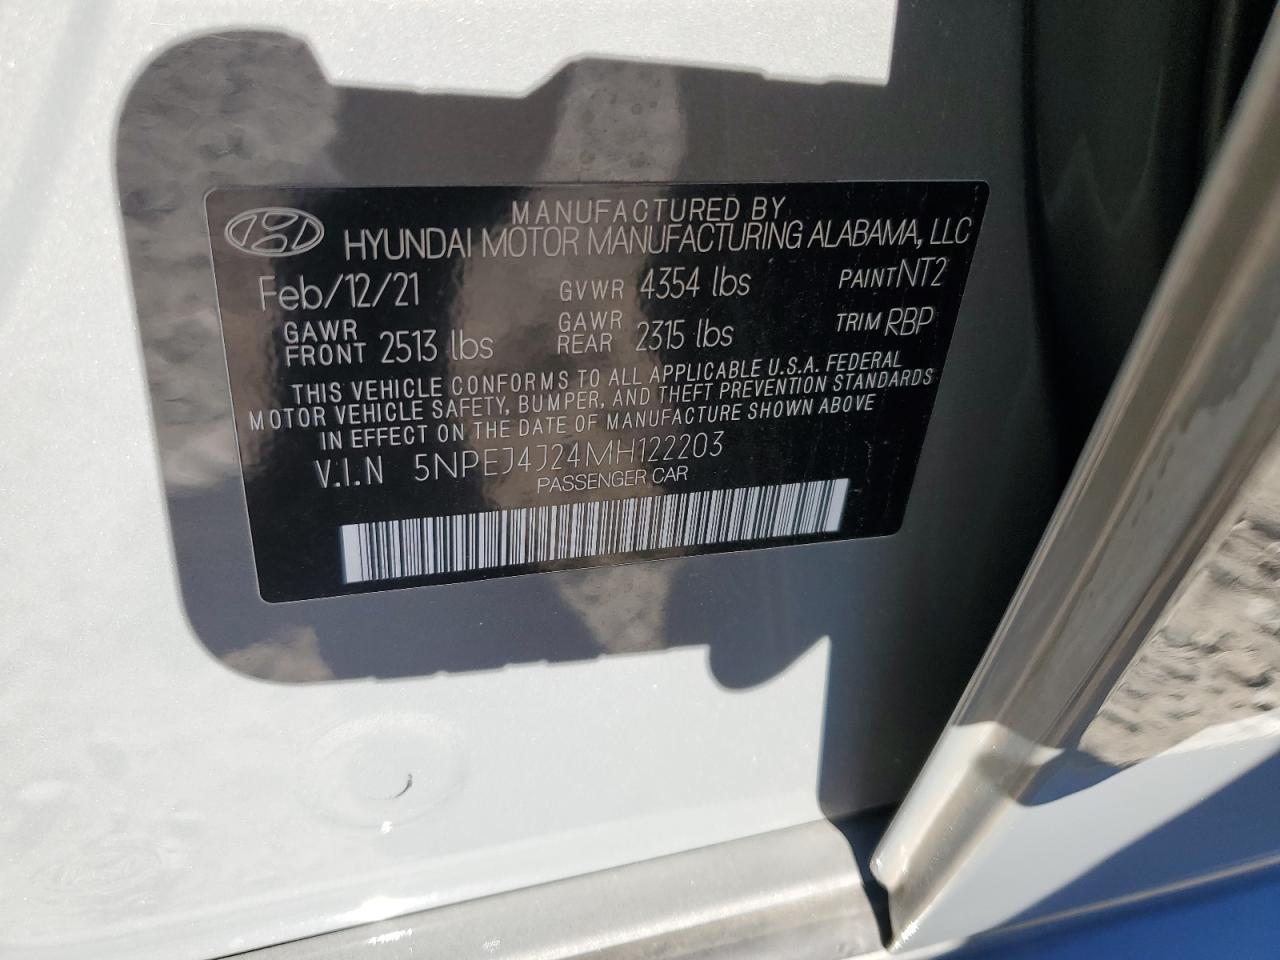 MANUFACTURED BY
HYUNDAI MOTOR MANUFACTURING ALABAMA, LLC
Feb/12/21 GVWR 4354 lbs PAINT NT2
GAWR FRONT 2513 lbs GAWR REAR 2315 lbs TRIM RBP
THIS VEHICLE CONFORMS TO ALL APPLICABLE U.S.A. FEDERAL
MOTOR VEHICLE SAFETY, BUMPER, AND THEFT PREVENTION STANDARDS
IN EFFECT ON THE DATE OF MANUFACTURE SHOWN ABOVE
V.I.N 5NPEJ4J24MH122203
PASSENGER CAR